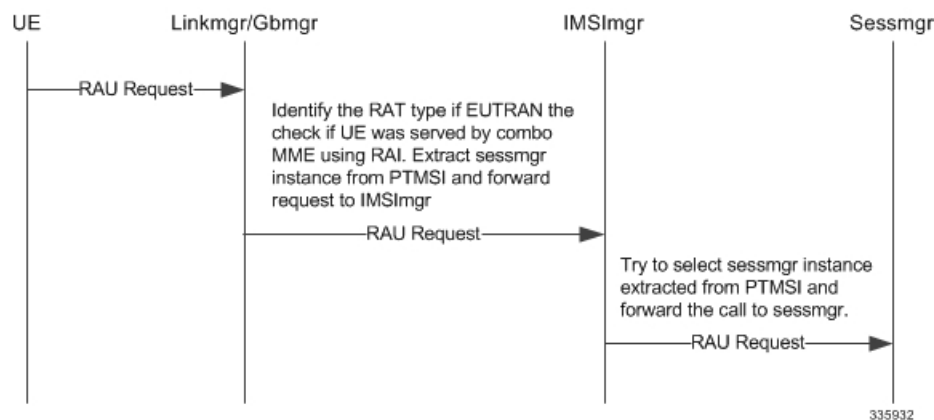 UE
Linkmgr/Gbmgr
IMSImgr
Sessmgr
RAU Request
Identify the RAT type if EUTRAN the
check if UE was served by combo
MME using RAI. Extract sessmgr
instance from PTMSI and forward
request to IMSImgr
RAU Request
Try to select sessmgr instance
extracted from PTMSI and
forward the call to sessmgr.
RAU Request
335932